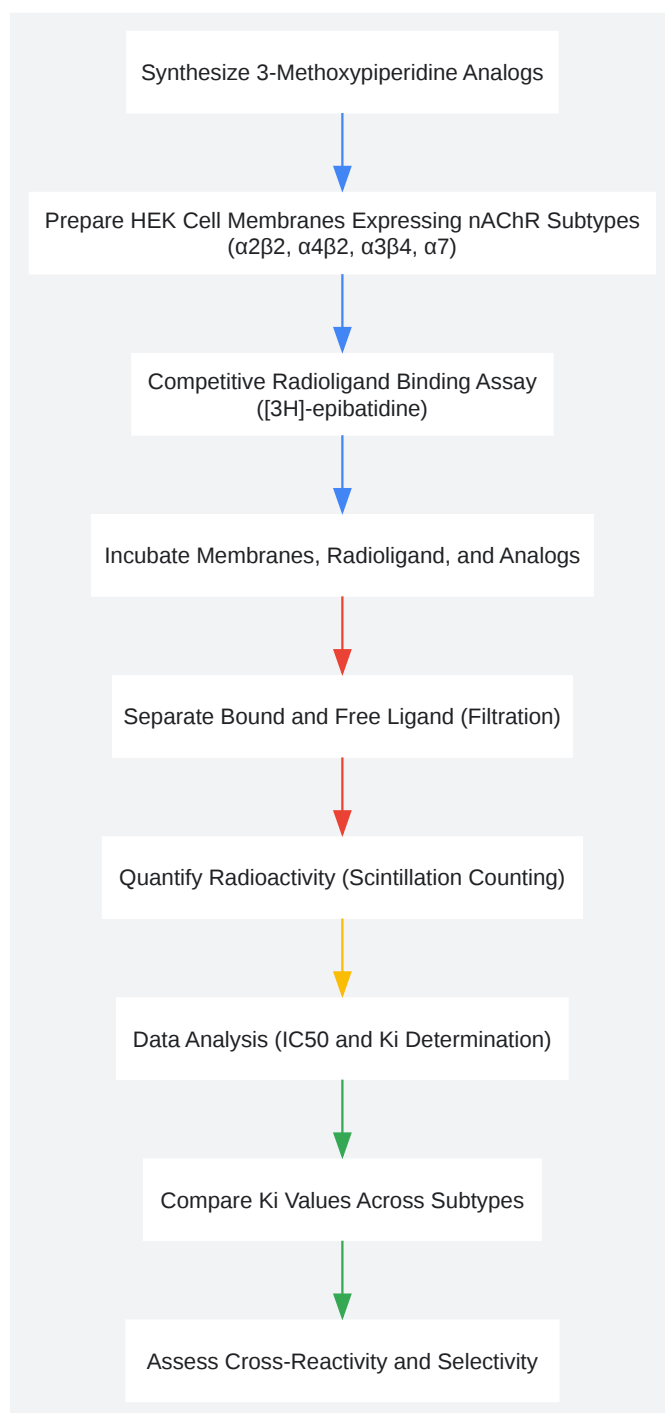 Synthesize 3-Methoxypiperidine Analogs
Prepare HEK Cell Membranes Expressing nAChR Subtypes
(α2β2, α4β2, α3β4, α7)
Competitive Radioligand Binding Assay
([3H]-epibatidine)
Incubate Membranes, Radioligand, and Analogs
Separate Bound and Free Ligand (Filtration)
Quantify Radioactivity (Scintillation Counting)
Data Analysis (IC50 and Ki Determination)
Compare Ki Values Across Subtypes
Assess Cross-Reactivity and Selectivity